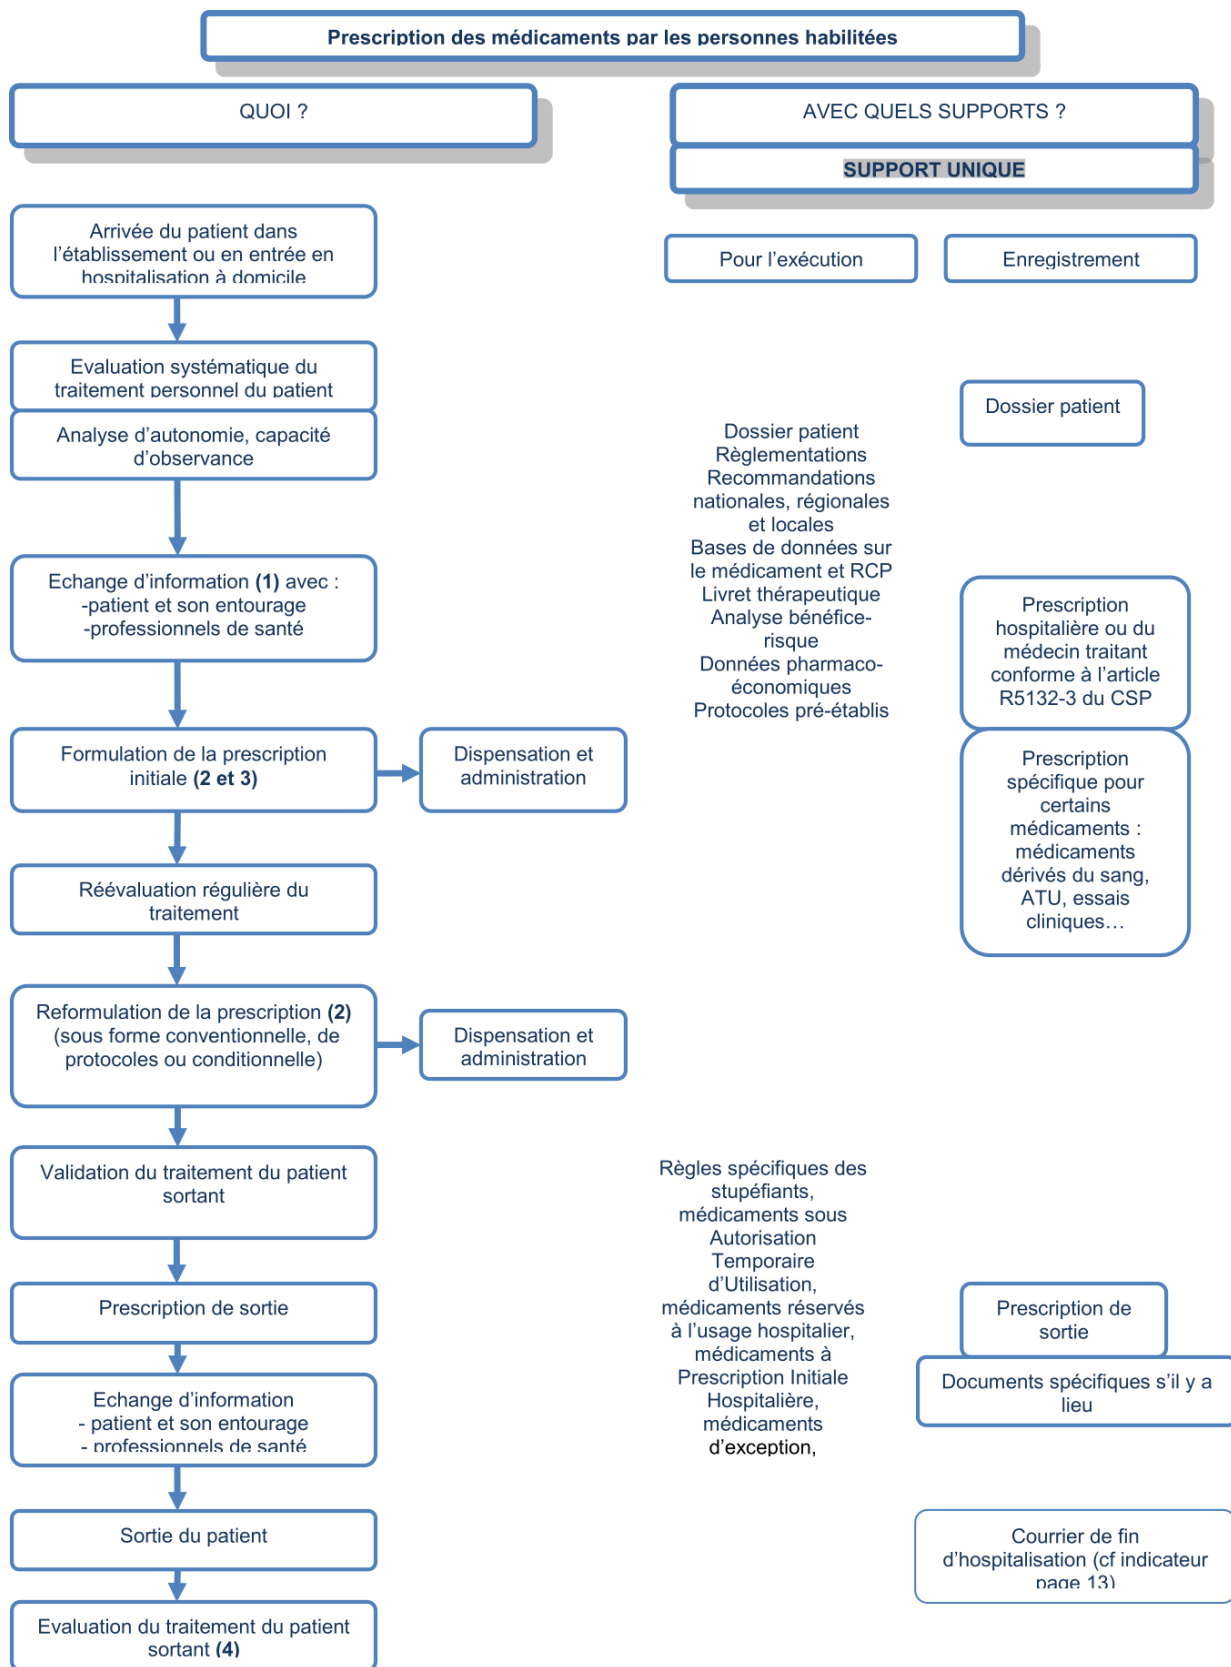 Prescription des médicaments par les personnes habilitées
QUOI ?
AVEC QUELS SUPPORTS ?
SUPPORT UNIQUE
Arrivée du patient dans
l'établissement ou en entrée en
hospitalisation à domicile
Pour l'exécution
Enregistrement
Evaluation systématique du
traitement personnel du patient
Analyse d'autonomie, capacité
d'observance
Echange d'information (1) avec :
-patient et son entourage
-professionnels de santé
Formulation de la prescription
initiale (2 et 3)
Dispensation et
administration
Réévaluation régulière du
traitement
Reformulation de la prescription (2)
(sous forme conventionnelle, de
protocoles ou conditionnelle)
Dispensation et
administration
Validation du traitement du patient
sortant
Prescription de sortie
Echange d'information
- patient et son entourage
- professionnels de santé
Sortie du patient
Evaluation du traitement du patient
sortant (4)
Dossier patient
Règlementations
Recommandations
nationales, régionales
et locales
Bases de données sur
le médicament et RCP
Livret thérapeutique
Analyse bénéfice-
risque
Données pharmaco-
économiques
Protocoles pré-établis
Règles spécifiques des
stupéfiants,
médicaments sous
Autorisation
Temporaire
d'Utilisation,
médicaments réservés
à l'usage hospitalier,
médicaments à
Prescription Initiale
Hospitalière,
médicaments
d'exception,
Dossier patient
Prescription
hospitalière ou du
médecin traitant
conforme à l'article
R5132-3 du CSP
Prescription
spécifique pour
certains
médicaments :
médicaments
dérivés du sang,
ATU, essais
cliniques…
Prescription de
sortie
Documents spécifiques s'il y a
lieu
Courrier de fin
d'hospitalisation (cf indicateur
page 13)